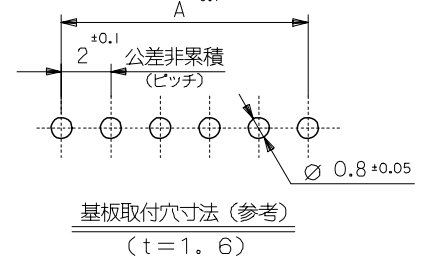 A
2 ±0.1 公差非累積
(ピッチ)
⌀ 0.8 ±0.05
基板取付穴寸法 (参考)
(t=1. 6)